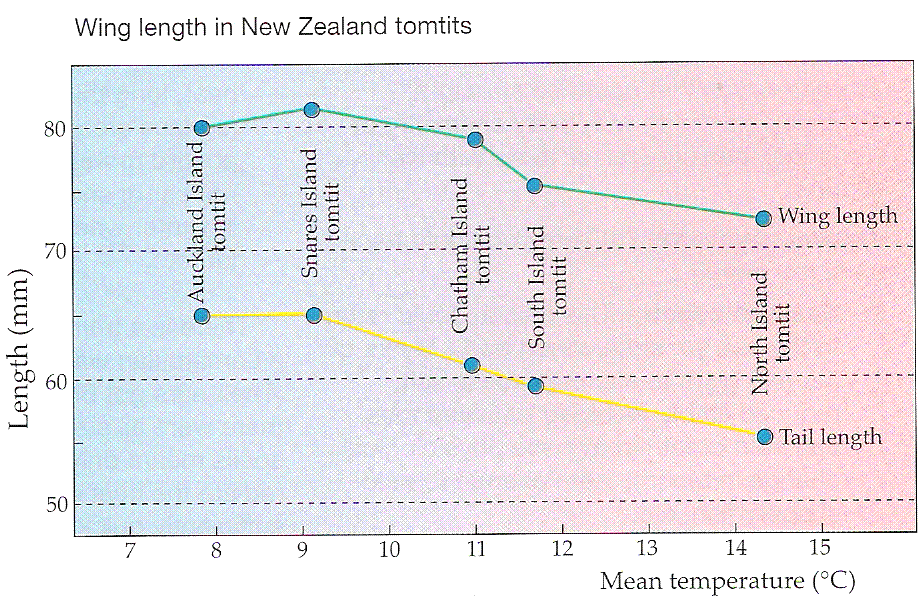 Wing length in New Zealand tomtits
Length (mm)
80
70
60
50
Auckland Island
tomtit
Snares Island
tomtit
Chatham Island
tomtit
South Island
tomtit
North Island
tomtit
Wing length
Tail length
7 8 9 10 11 12 13 14 15
Mean temperature (°C)